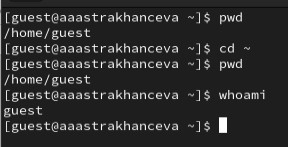 [guest@aaastrakhanceva ~]$ pwd
/home/guest
[guest@aaastrakhanceva ~]$ cd ~
[guest@aaastrakhanceva ~]$ pwd
/home/guest
[guest@aaastrakhanceva ~]$ whoami
guest
[guest@aaastrakhanceva ~]$